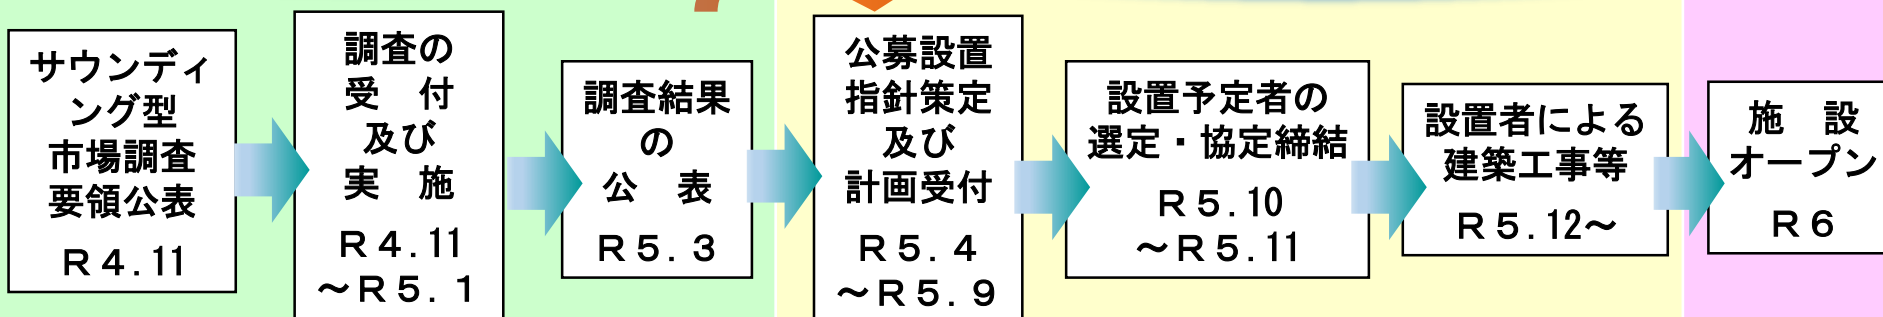 サウンディ
ング型
市場調査
要領公表
Ｒ４.11
調査の
受　付
及び
実　施
Ｒ４.11
～Ｒ５.１
調査結果
の
公　表
Ｒ５.３
公募設置
指針策定
及び
計画受付
Ｒ５.４
～Ｒ５.９
設置予定者の
選定・協定締結
Ｒ５.10
～Ｒ５.11
設置者による
建築工事等
Ｒ５.12～
施　設
オープン
Ｒ６